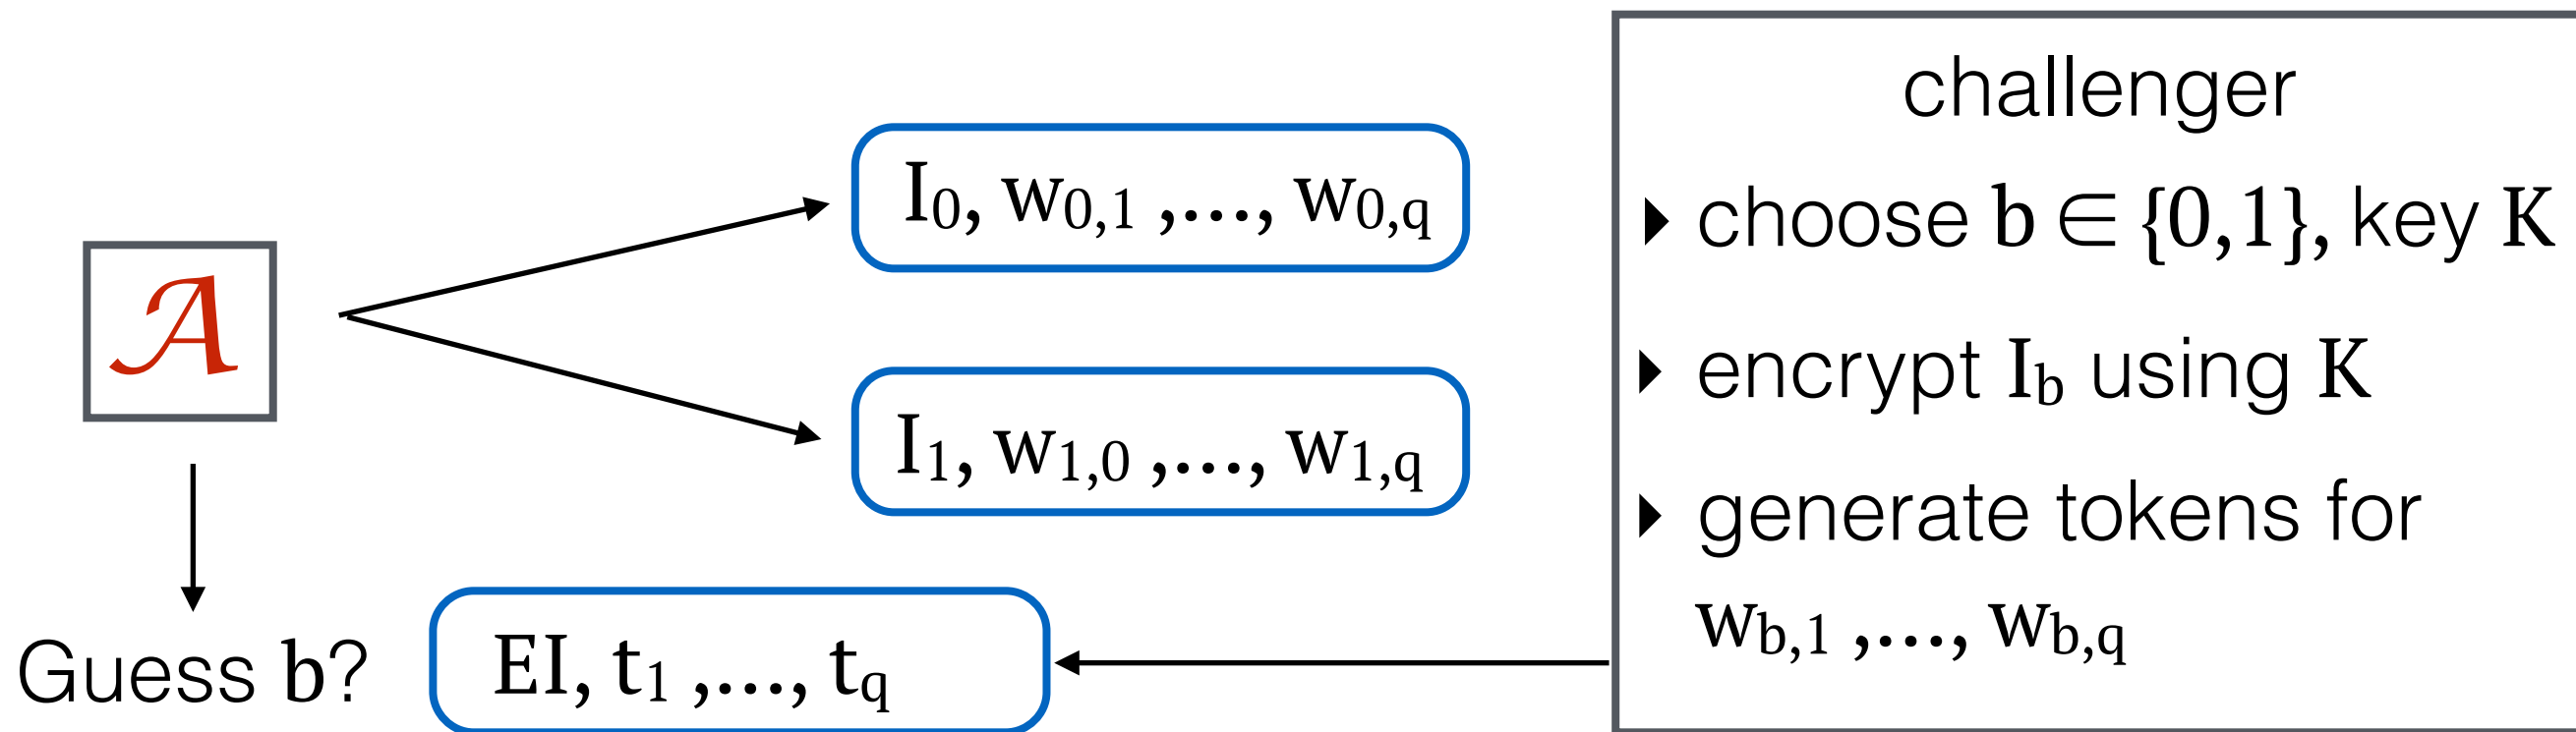 𝒜
Guess b?
I₀, w₀,₁ ,..., w₀,q
I₁, w₁,₀ ,..., w₁,q
EI, t₁ ,..., tq
challenger
▸ choose b ∈ {0,1}, key K
▸ encrypt Ib using K
▸ generate tokens for
wb,₁ ,..., wb,q